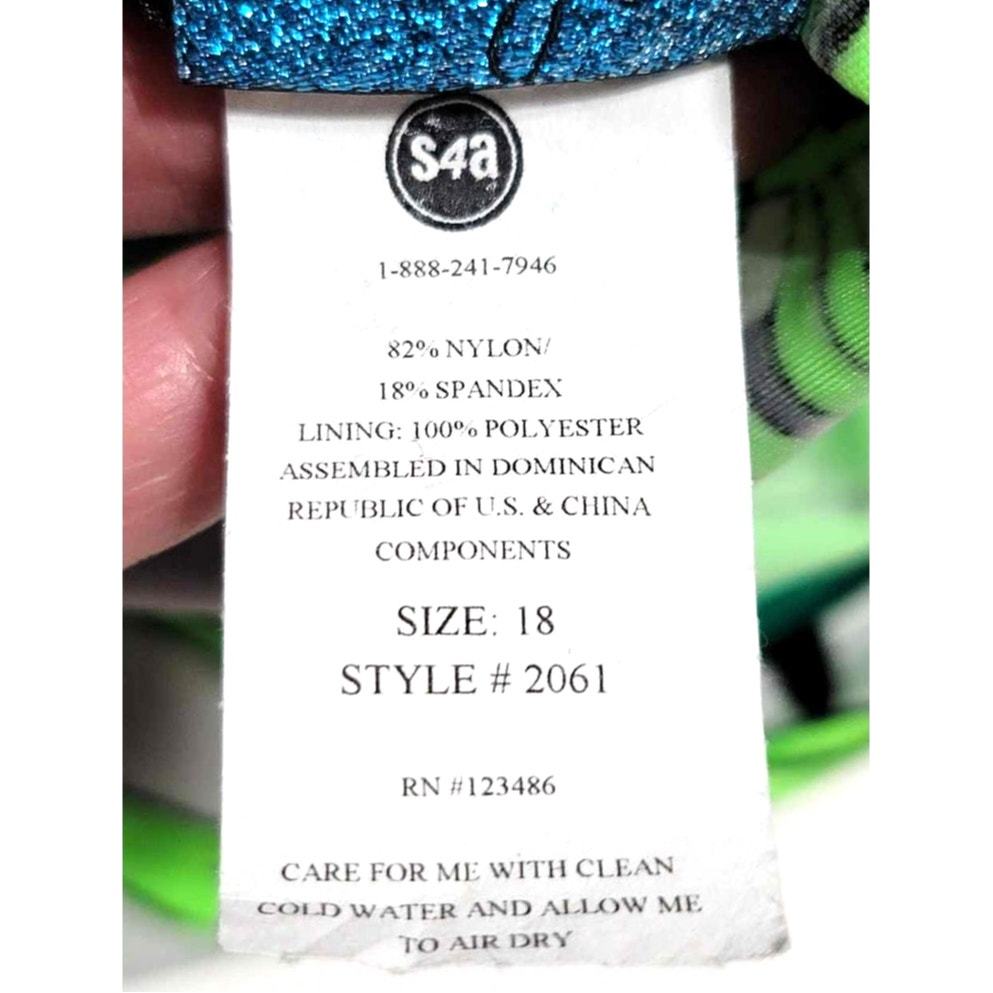 s4a
1-888-241-7946
82% NYLON/
18% SPANDEX
LINING: 100% POLYESTER
ASSEMBLED IN DOMINICAN
REPUBLIC OF U.S. & CHINA
COMPONENTS
SIZE: 18
STYLE # 2061
RN #123486
CARE FOR ME WITH CLEAN
COLD WATER AND ALLOW ME
TO AIR DRY